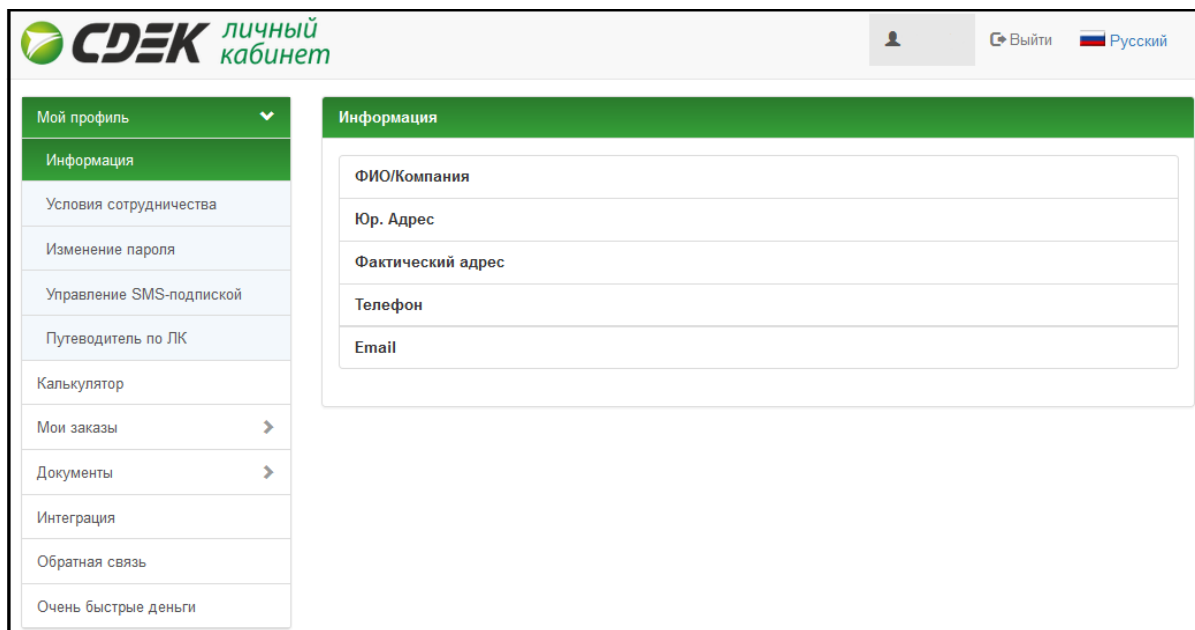 CDEK личный
кабинет
Выйти
Русский
Мой профиль
Информация
Условия сотрудничества
Изменение пароля
Управление SMS-подпиской
Путеводитель по ЛК
Калькулятор
Мои заказы
Документы
Интеграция
Обратная связь
Очень быстрые деньги
Информация
ФИО/Компания
Юр. Адрес
Фактический адрес
Телефон
Email